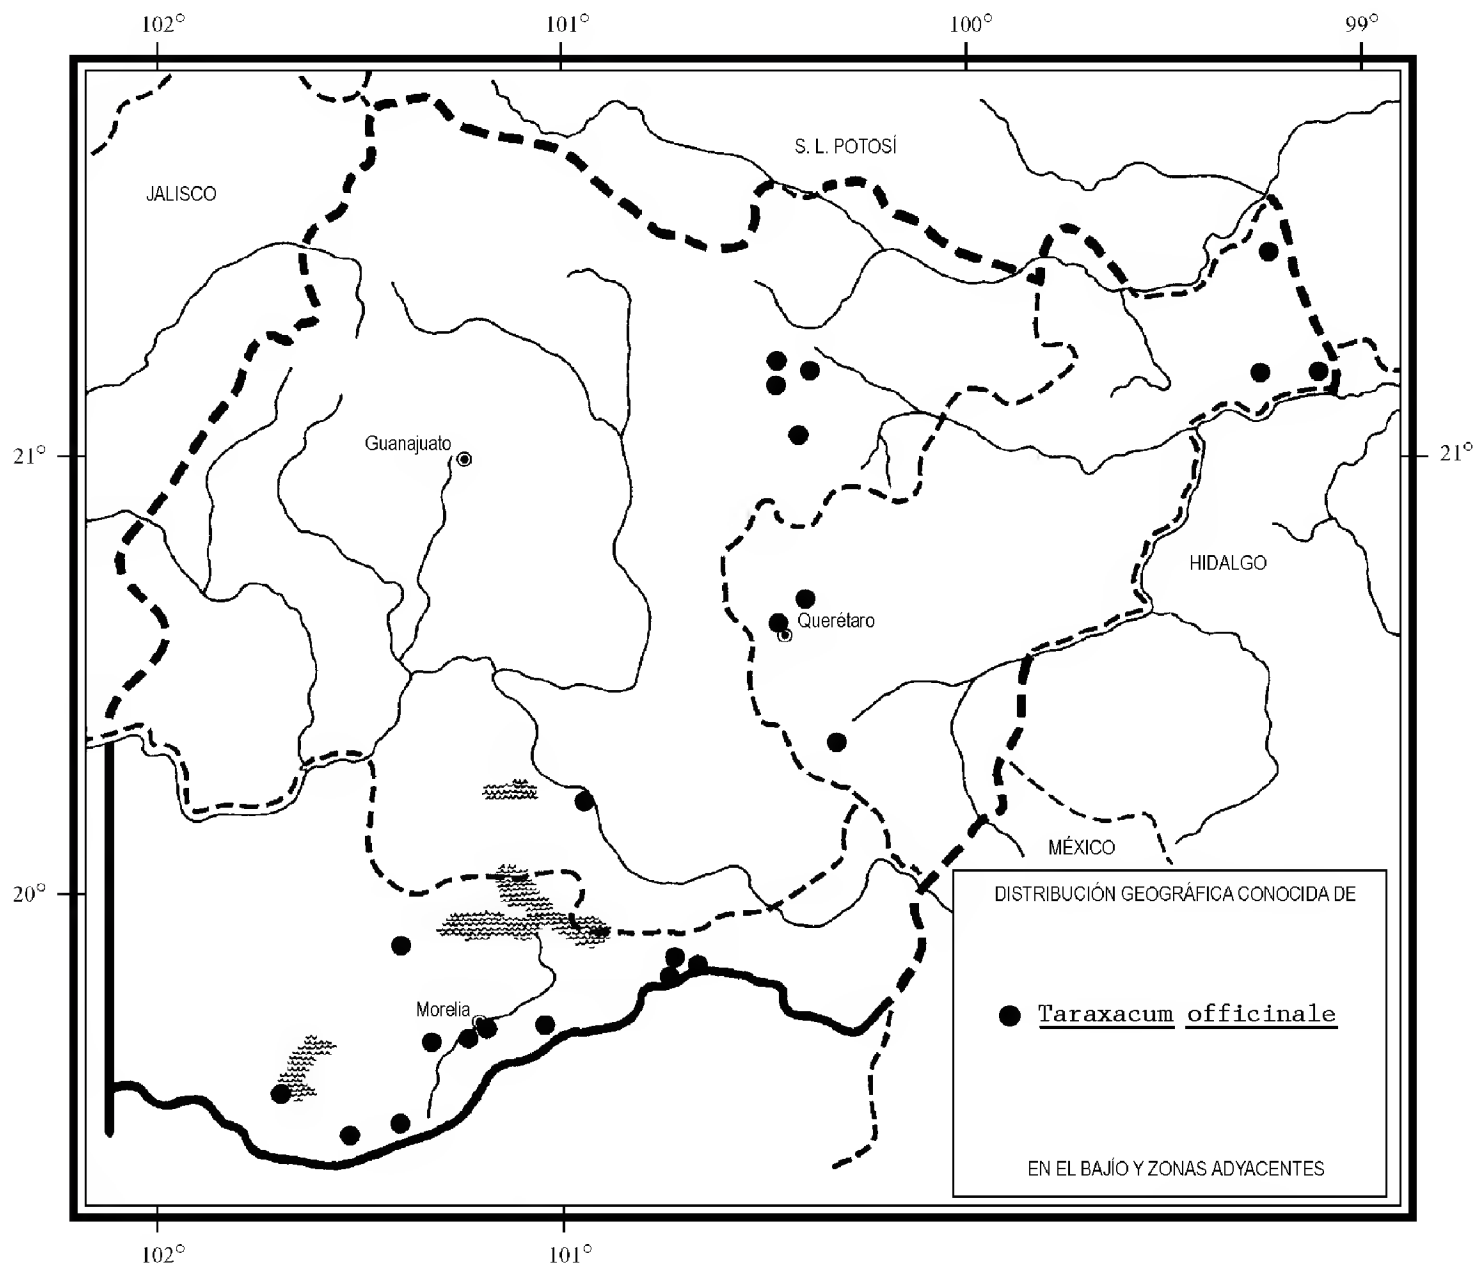 102° 101° 100° 99°
S. L. POTOSÍ
JALISCO
Guanajuato
21° 21°
HIDALGO
Querétaro
MÉXICO
20°
DISTRIBUCIÓN GEOGRÁFICA CONOCIDA DE
Morelia
Taraxacum officinale
EN EL BAJÍO Y ZONAS ADYACENTES
102° 101°